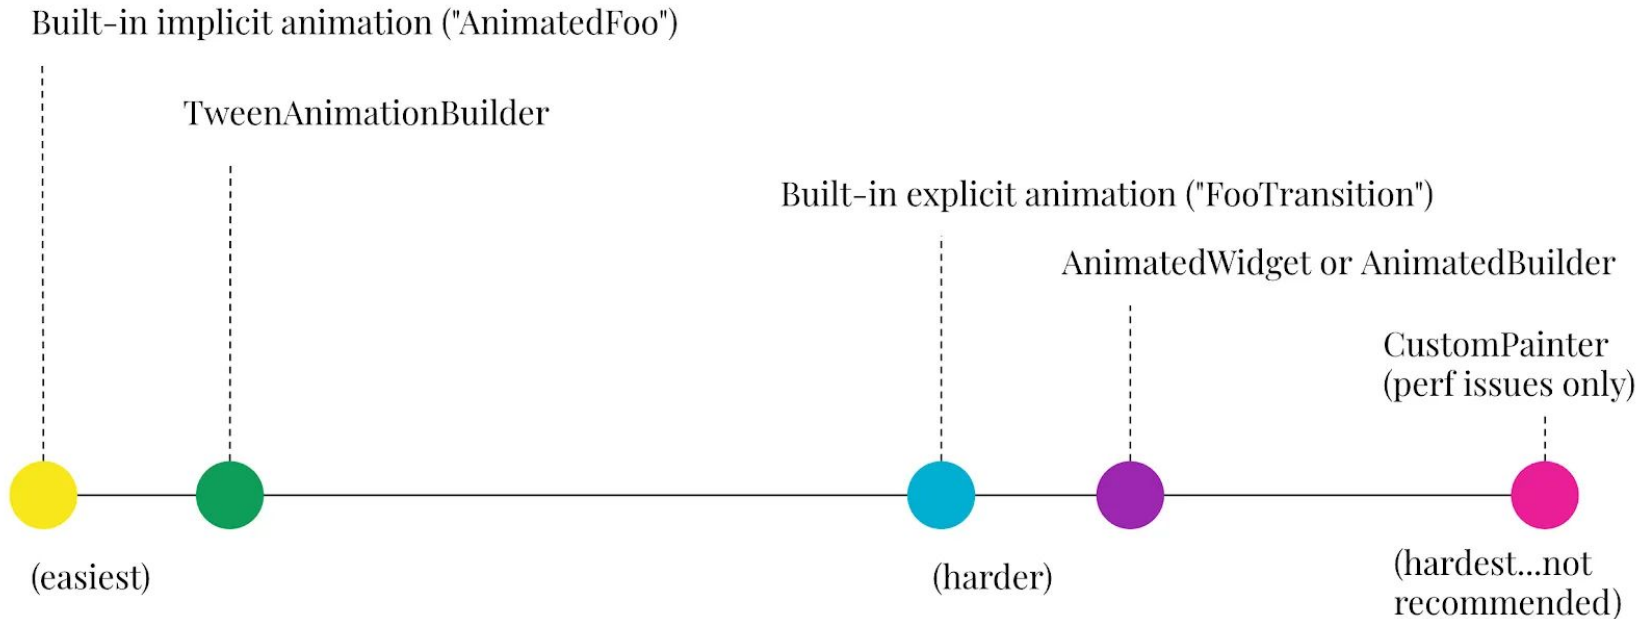 Built-in implicit animation ("AnimatedFoo")
TweenAnimationBuilder
Built-in explicit animation ("FooTransition")
AnimatedWidget or AnimatedBuilder
CustomPainter
(perf issues only)
(easiest)
(harder)
(hardest...not
recommended)